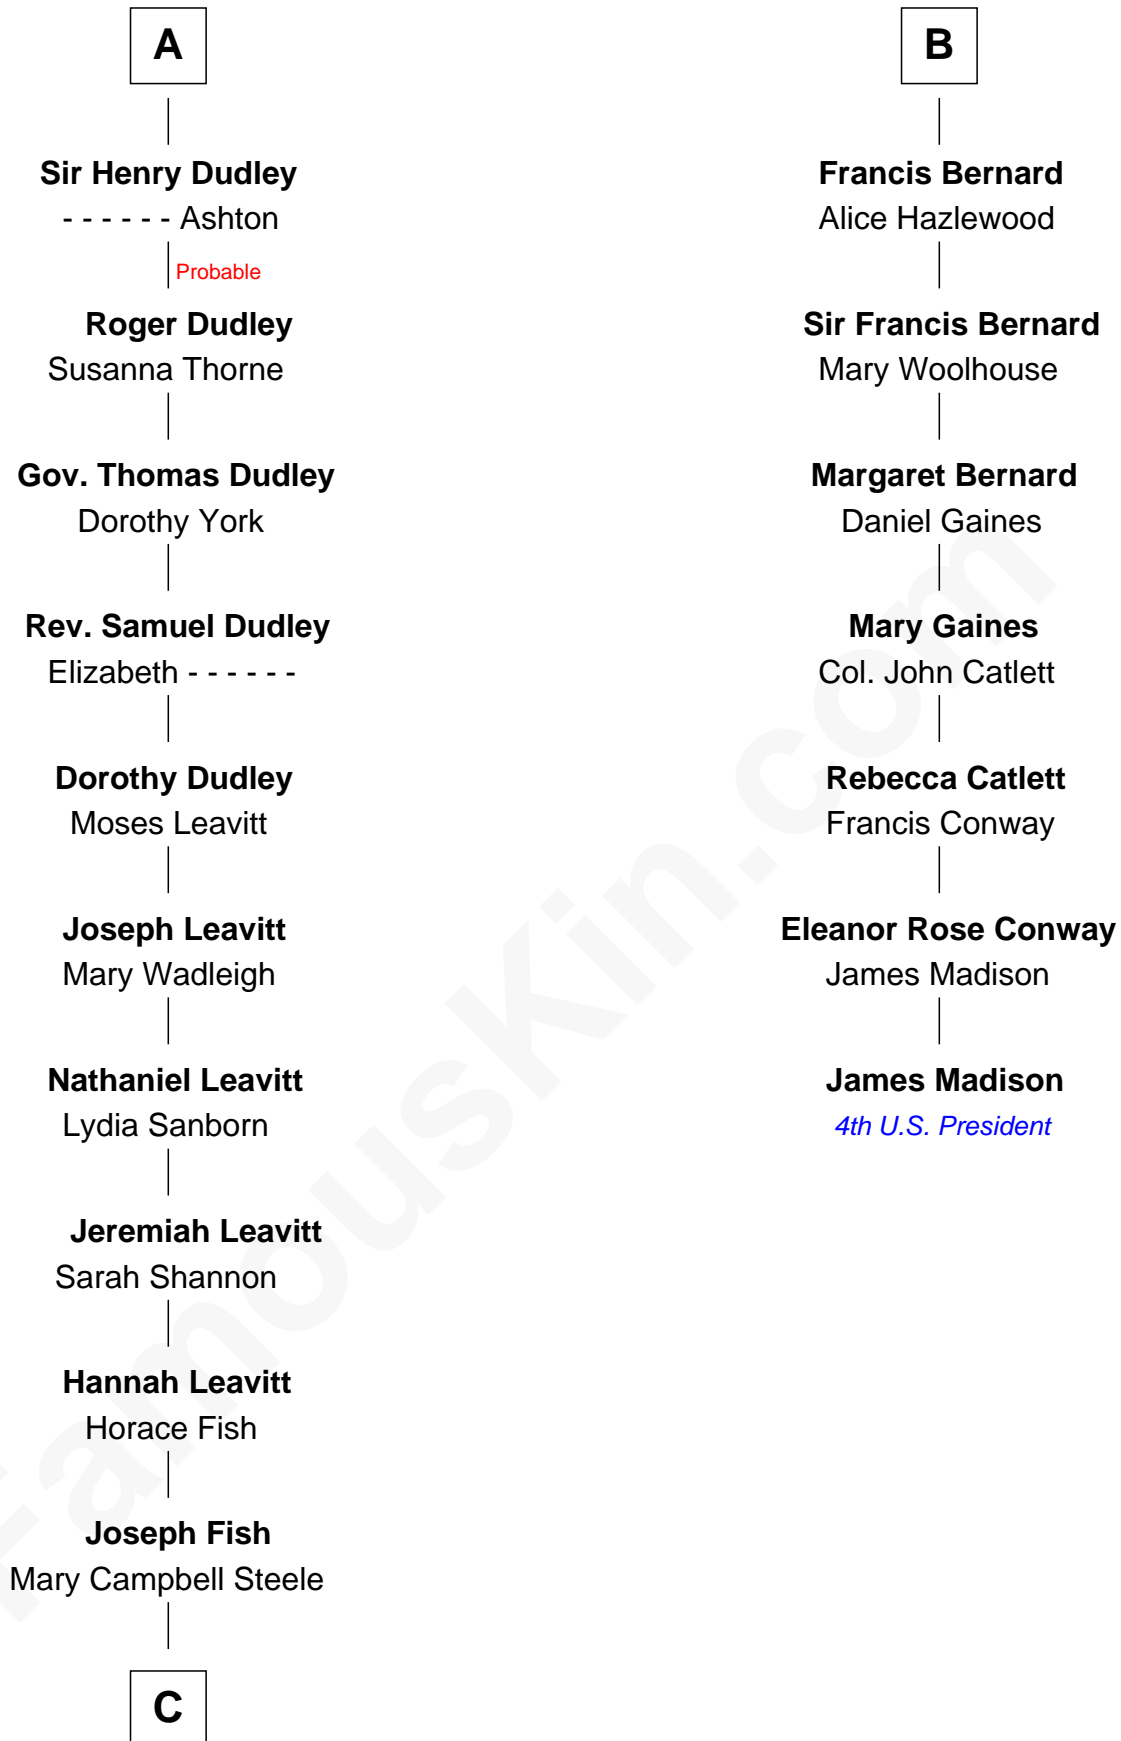 A
Sir Henry Dudley
- - - - - - Ashton
Probable
Roger Dudley
Susanna Thorne
Gov. Thomas Dudley
Dorothy York
Rev. Samuel Dudley
Elizabeth - - - - - -
Dorothy Dudley
Moses Leavitt
Joseph Leavitt
Mary Wadleigh
Nathaniel Leavitt
Lydia Sanborn
Jeremiah Leavitt
Sarah Shannon
Hannah Leavitt
Horace Fish
Joseph Fish
Mary Campbell Steele
C
B
Francis Bernard
Alice Hazlewood
Sir Francis Bernard
Mary Woolhouse
Margaret Bernard
Daniel Gaines
Mary Gaines
Col. John Catlett
Rebecca Catlett
Francis Conway
Eleanor Rose Conway
James Madison
James Madison
4th U.S. President
FamousKin.com